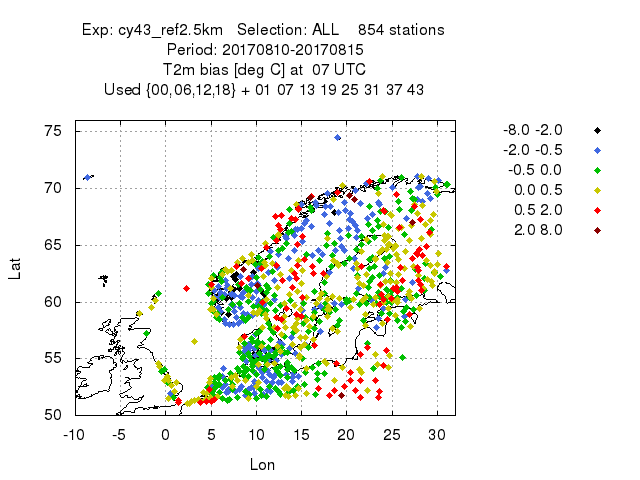 Exp: cy43_ref2.5km   Selection: ALL    854 stations
Period: 20170810-20170815
T2m bias [deg C] at  07 UTC
Used {00,06,12,18} + 01 07 13 19 25 31 37 43
75
70
65
60
55
50
Lat
-10 -5 0 5 10 15 20 25 30
Lon
-8.0 -2.0
-2.0 -0.5
-0.5 0.0
0.0 0.5
0.5 2.0
2.0 8.0